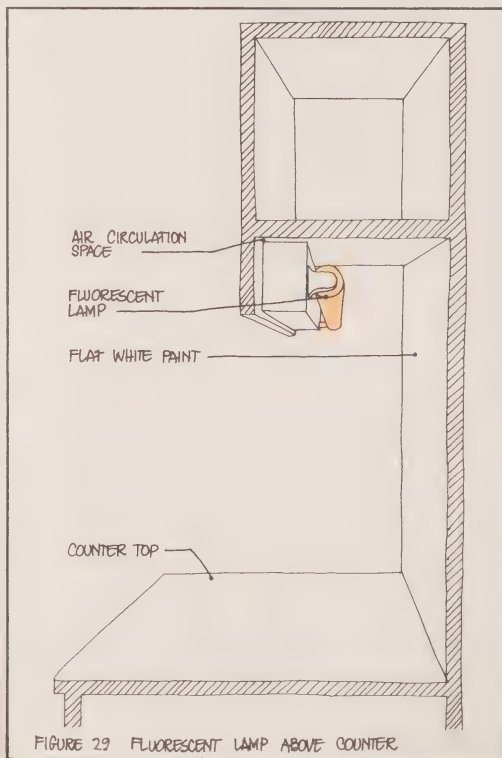 AIR CIRCULATION
SPACE
FLUORESCENT
LAMP
FLAT WHITE PAINT
COUNTER TOP
FIGURE 29 FLUORESCENT LAMP ABOVE COUNTER